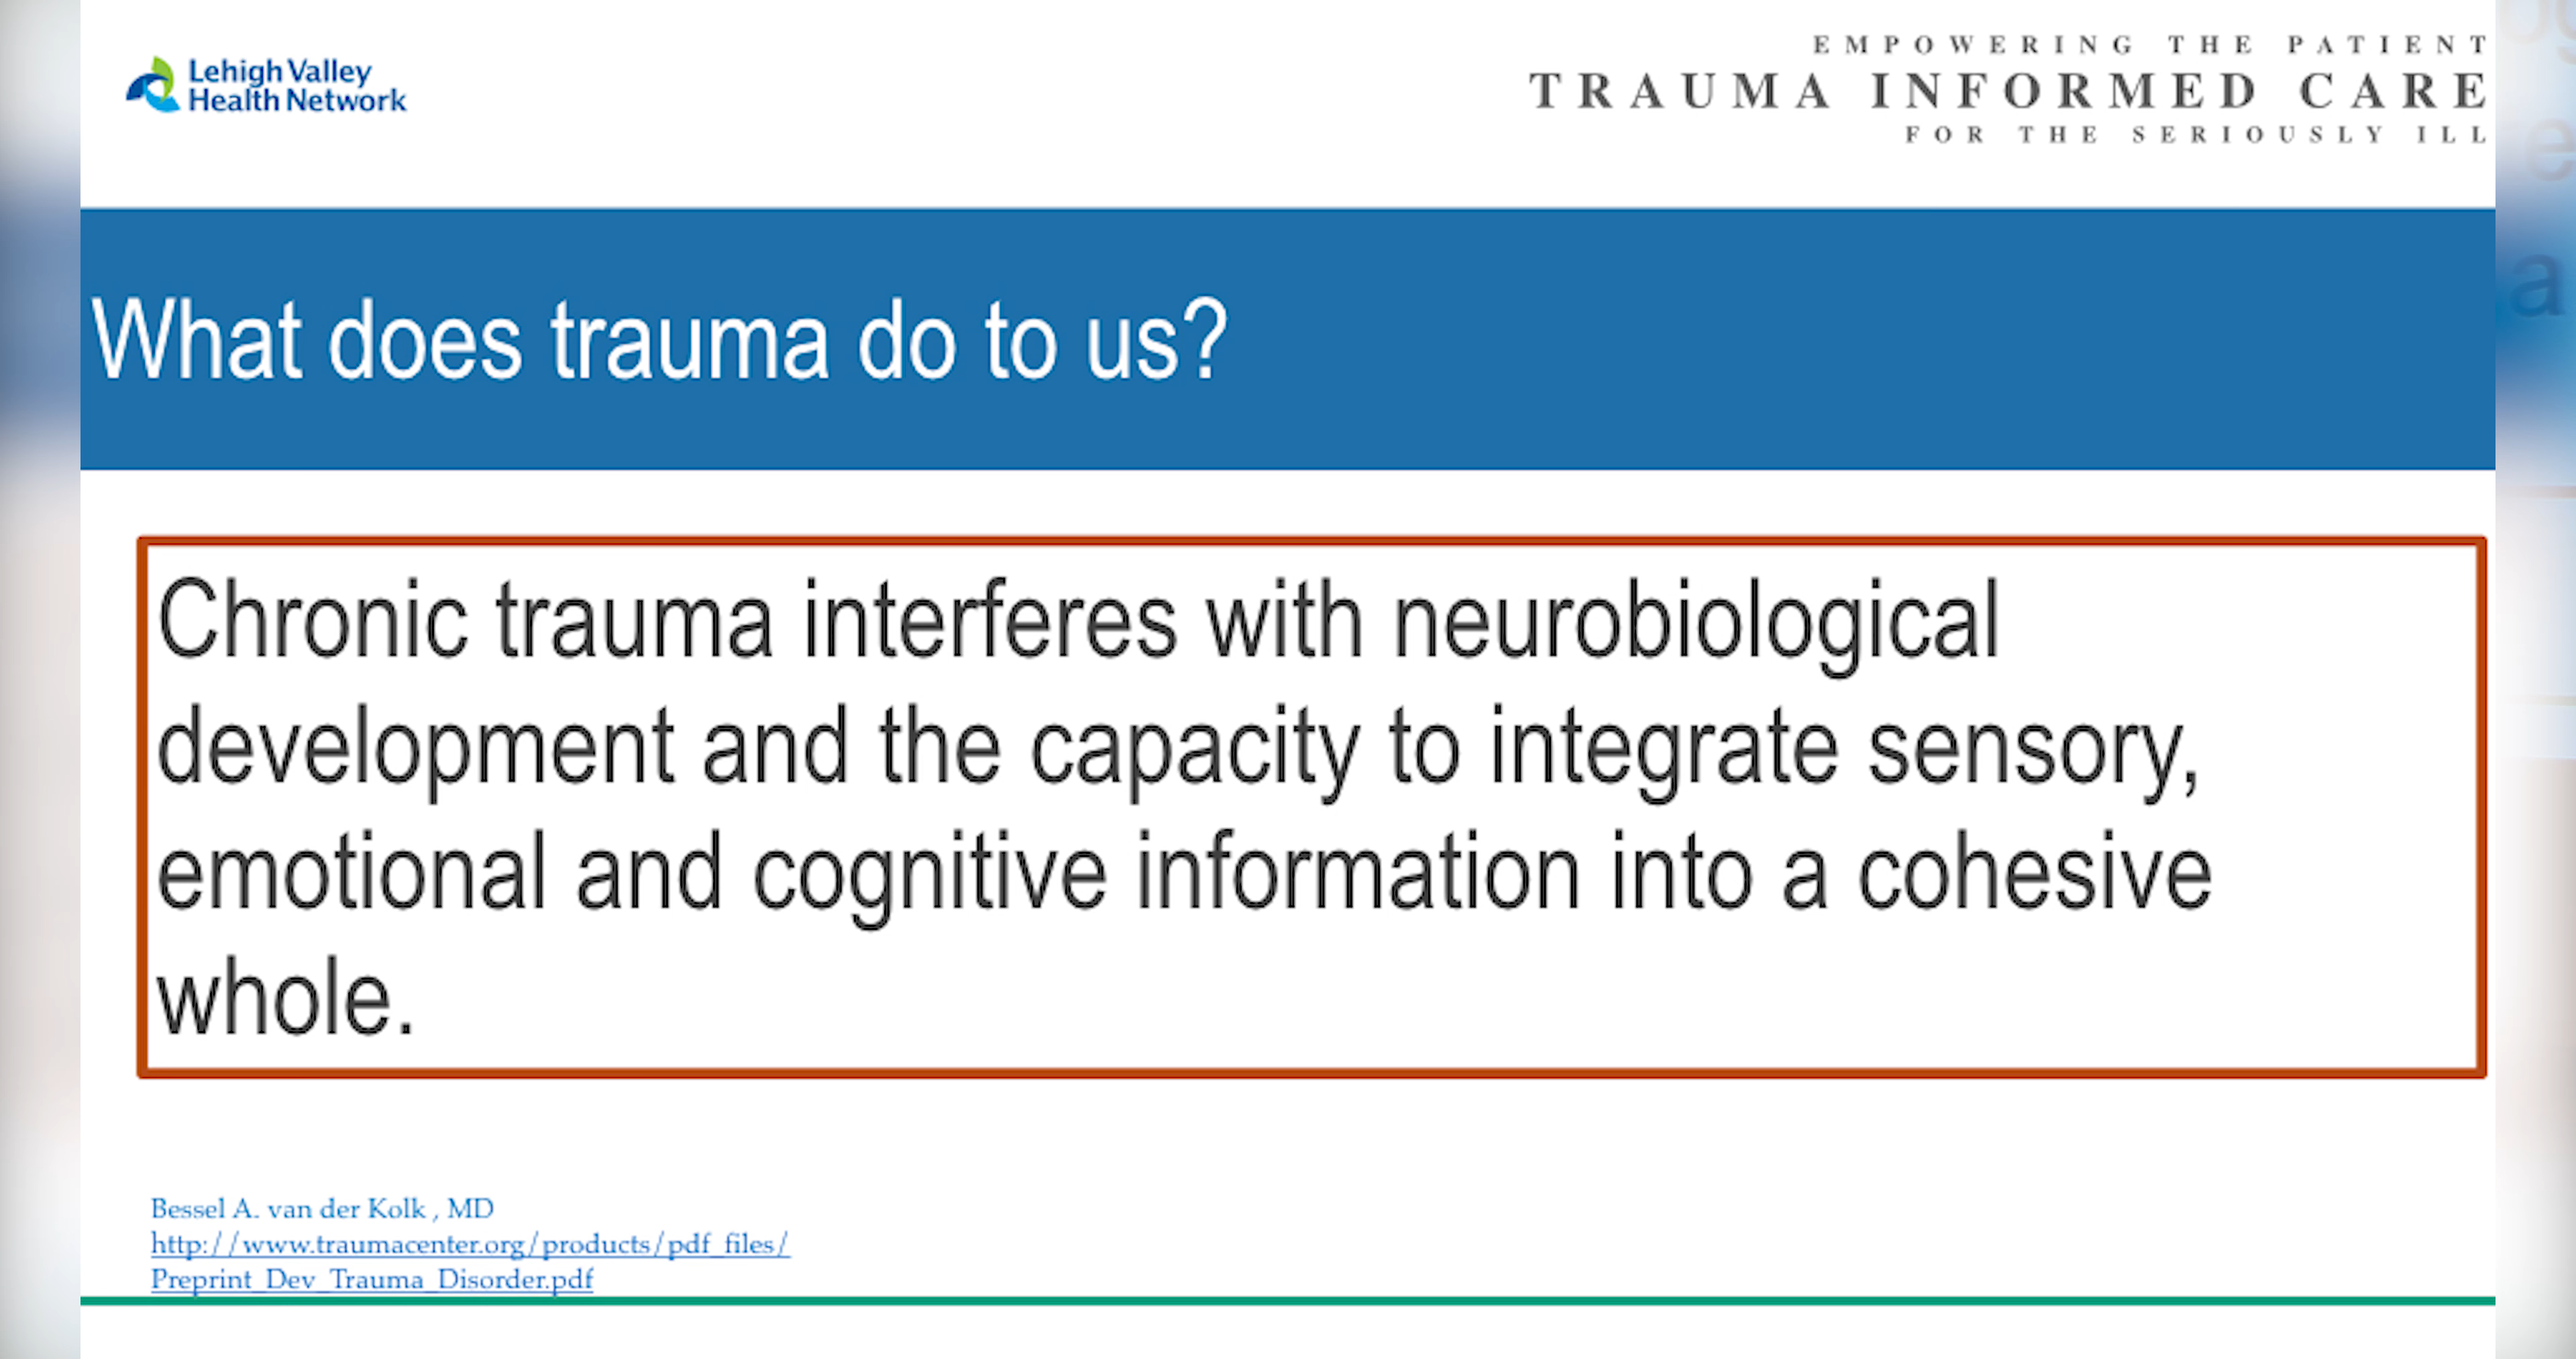 Lehigh Valley
Health Network
EMPOWERING THE PATIENT
TRAUMA INFORMED CARE
FOR THE SERIOUSLY ILL
What does trauma do to us?
Chronic trauma interferes with neurobiological
development and the capacity to integrate sensory,
emotional and cognitive information into a cohesive
whole.
Bessel A. van der Kolk , MD
http://www.traumacenter.org/products/pdf_files/
Preprint_Dev_Trauma_Disorder.pdf